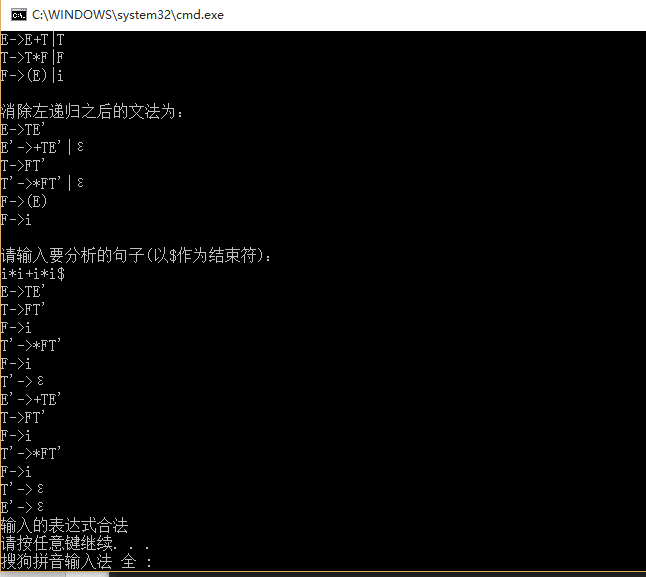 C:\WINDOWS\system32\cmd.exe
E->E+T|T
T->T*F|F
F->(E)|i
消除左递归之后的文法为：
E->TE'
E'->+TE'|ε
T->FT'
T'->*FT'|ε
F->(E)
F->i
请输入要分析的句子(以$作为结束符)：
i*i+i*i$
E->TE'
T->FT'
F->i
T'->*FT'
F->i
T'->ε
E'->+TE'
T->FT'
F->i
T'->*FT'
F->i
T'->ε
E'->ε
输入的表达式合法
请按任意键继续. . .
搜狗拼音输入法 全 :